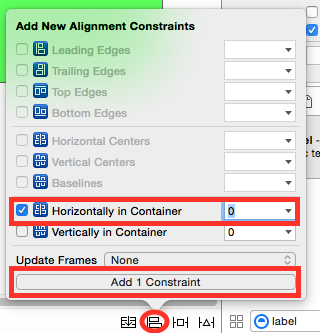 Add New Alignment Constraints
Leading Edges
Trailing Edges
Top Edges
Bottom Edges
Horizontal Centers
Vertical Centers
Baselines
Horizontally in Container 0
Vertically in Container 0
Update Frames None
Add 1 Constraint
label